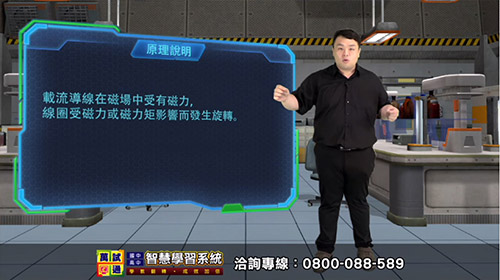 原理說明
載流導線在磁場中受有磁力,
線圈受磁力或磁力矩影響而發生旋轉。
萬試通
國中
高中
智慧學習系統
洽詢專線：0800-088-589